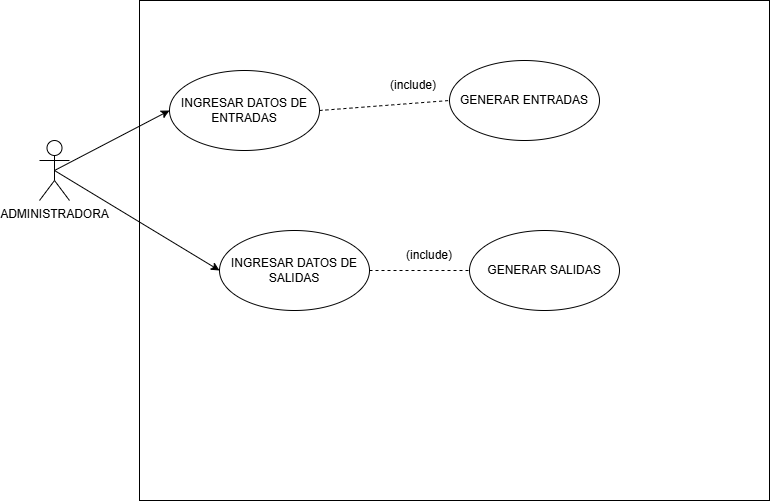 (include)
INGRESAR DATOS DE
ENTRADAS
GENERAR ENTRADAS
ADMINISTRADORA
(include)
INGRESAR DATOS DE
SALIDAS
GENERAR SALIDAS